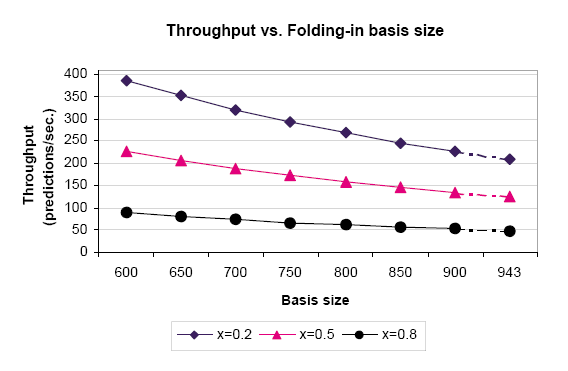 Throughput vs. Folding-in basis size
400
350
300
250
200
150
100
50
0
Throughput
(predictions/sec.)
600 650 700 750 800 850 900 943
Basis size
x=0.2 x=0.5 x=0.8